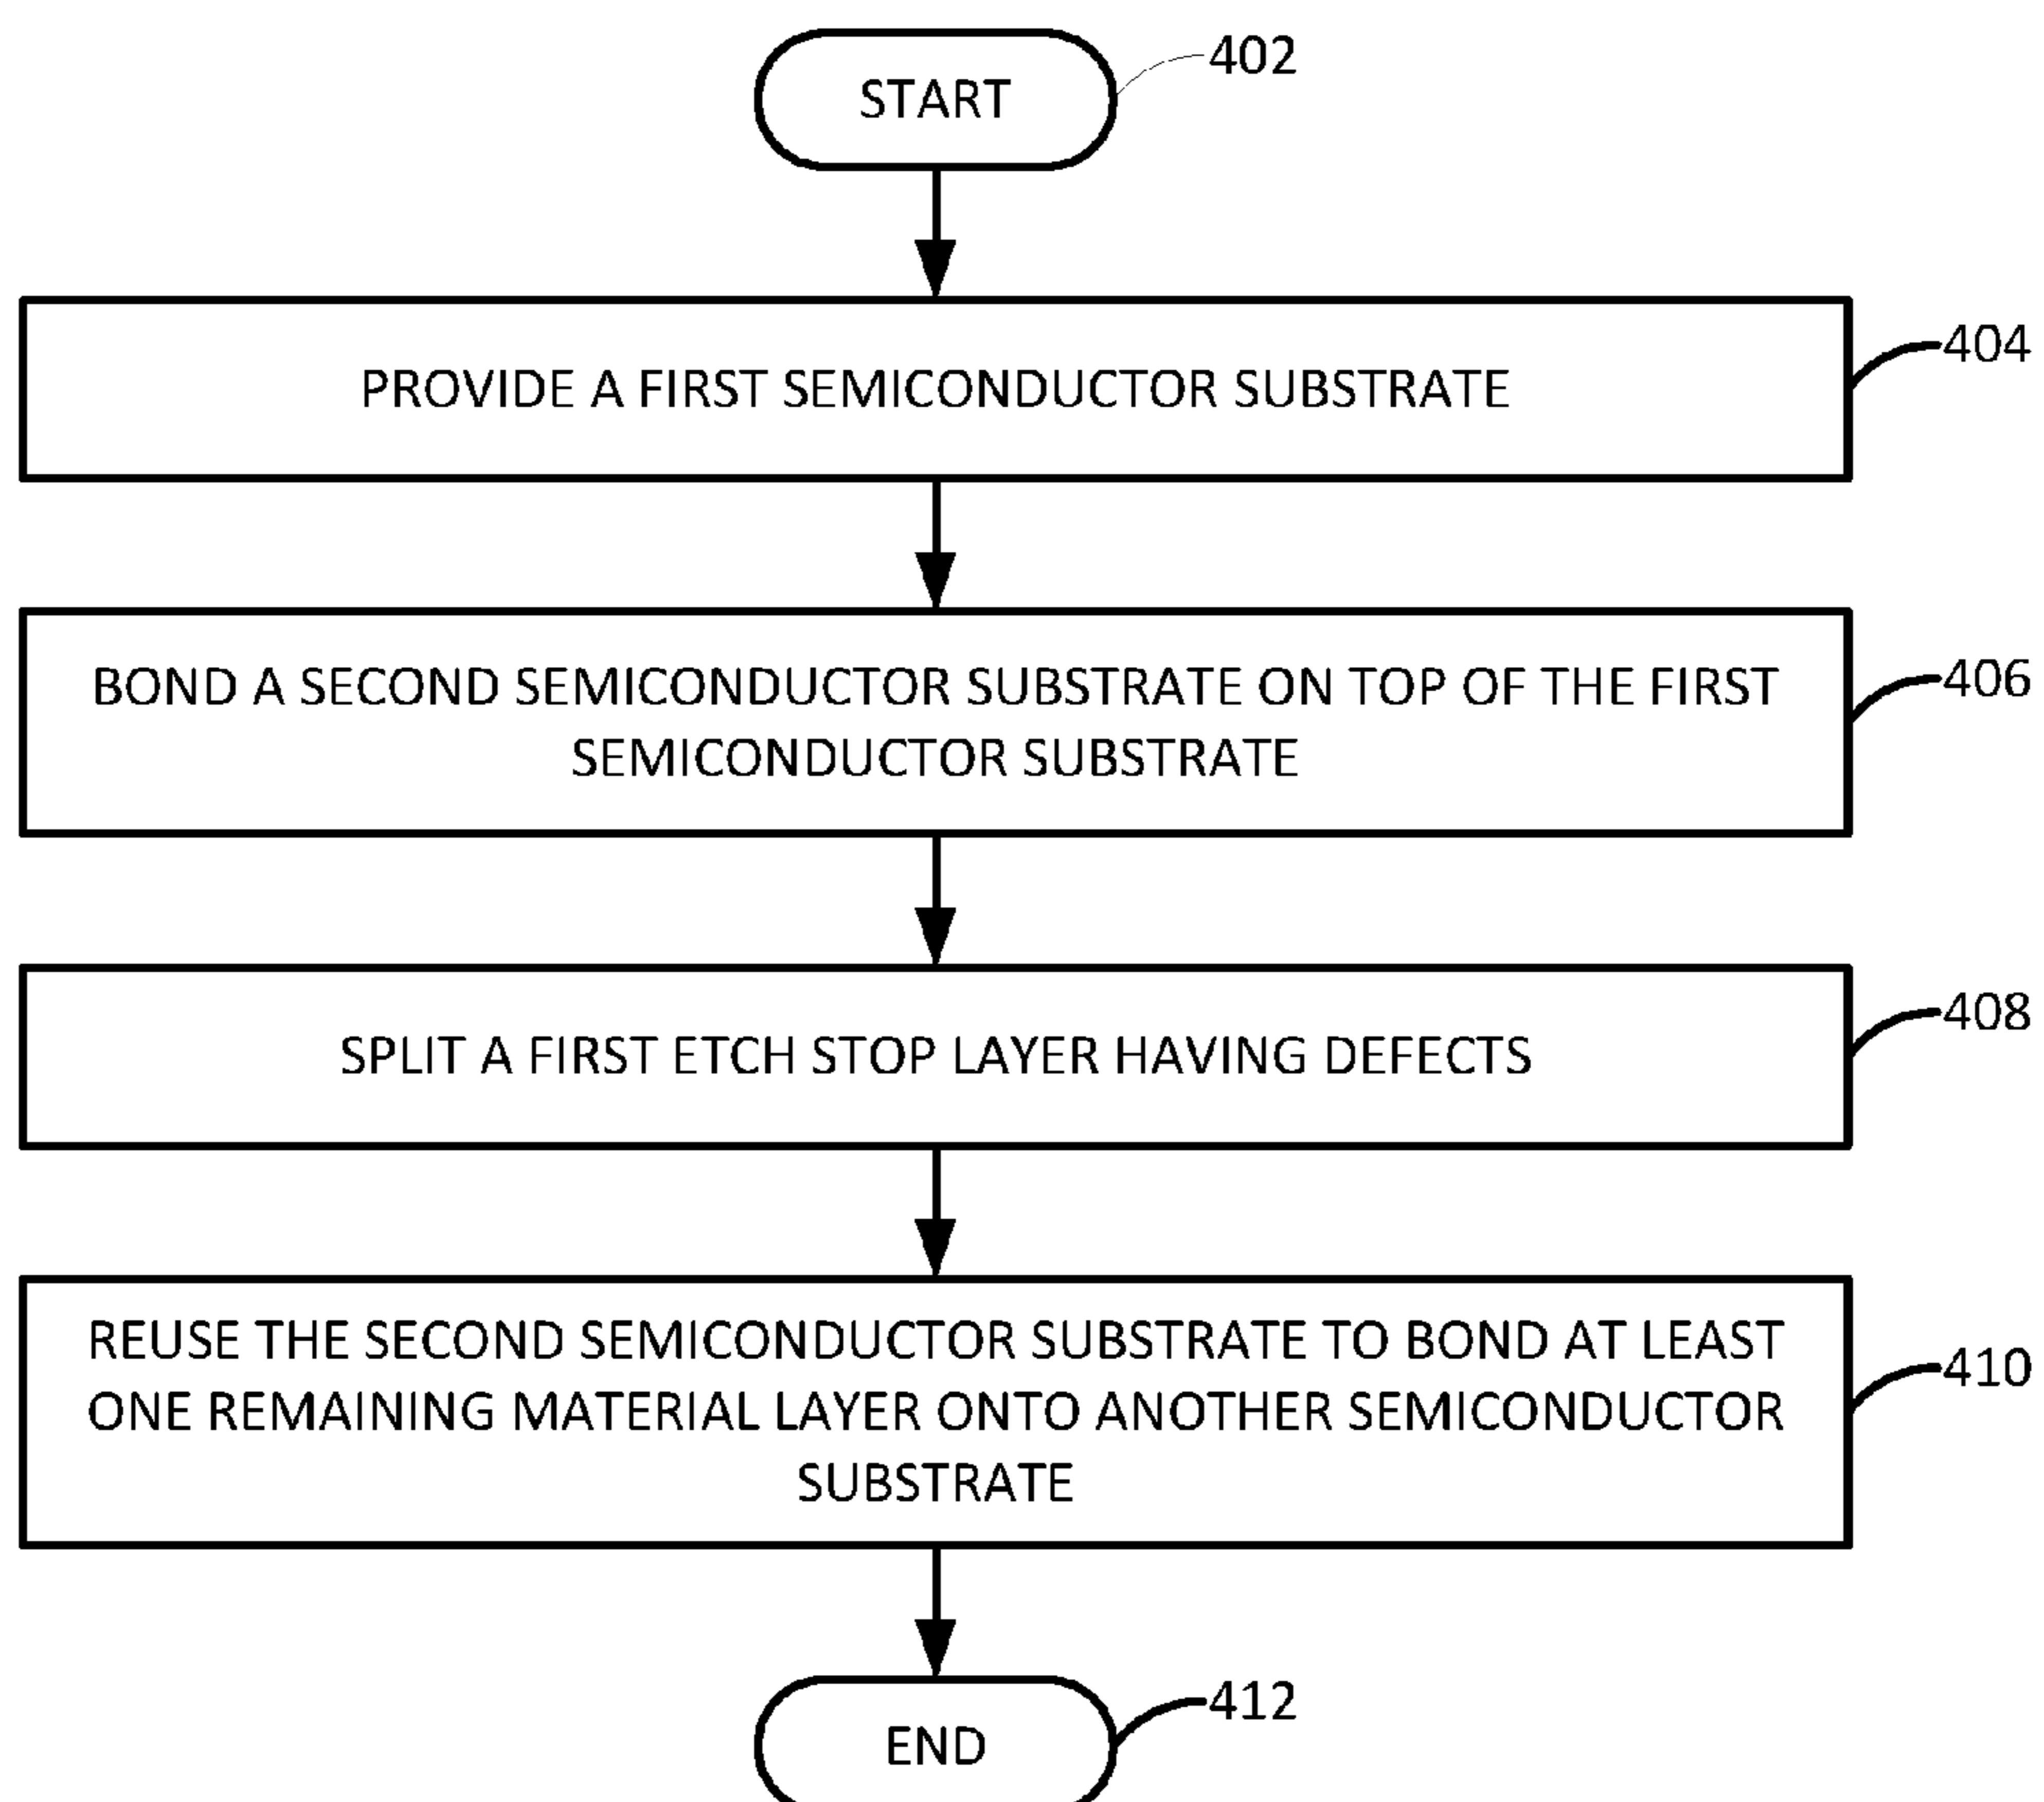 START
402
PROVIDE A FIRST SEMICONDUCTOR SUBSTRATE
404
BOND A SECOND SEMICONDUCTOR SUBSTRATE ON TOP OF THE FIRST
SEMICONDUCTOR SUBSTRATE
406
SPLIT A FIRST ETCH STOP LAYER HAVING DEFECTS
408
REUSE THE SECOND SEMICONDUCTOR SUBSTRATE TO BOND AT LEAST
ONE REMAINING MATERIAL LAYER ONTO ANOTHER SEMICONDUCTOR
SUBSTRATE
410
END
412